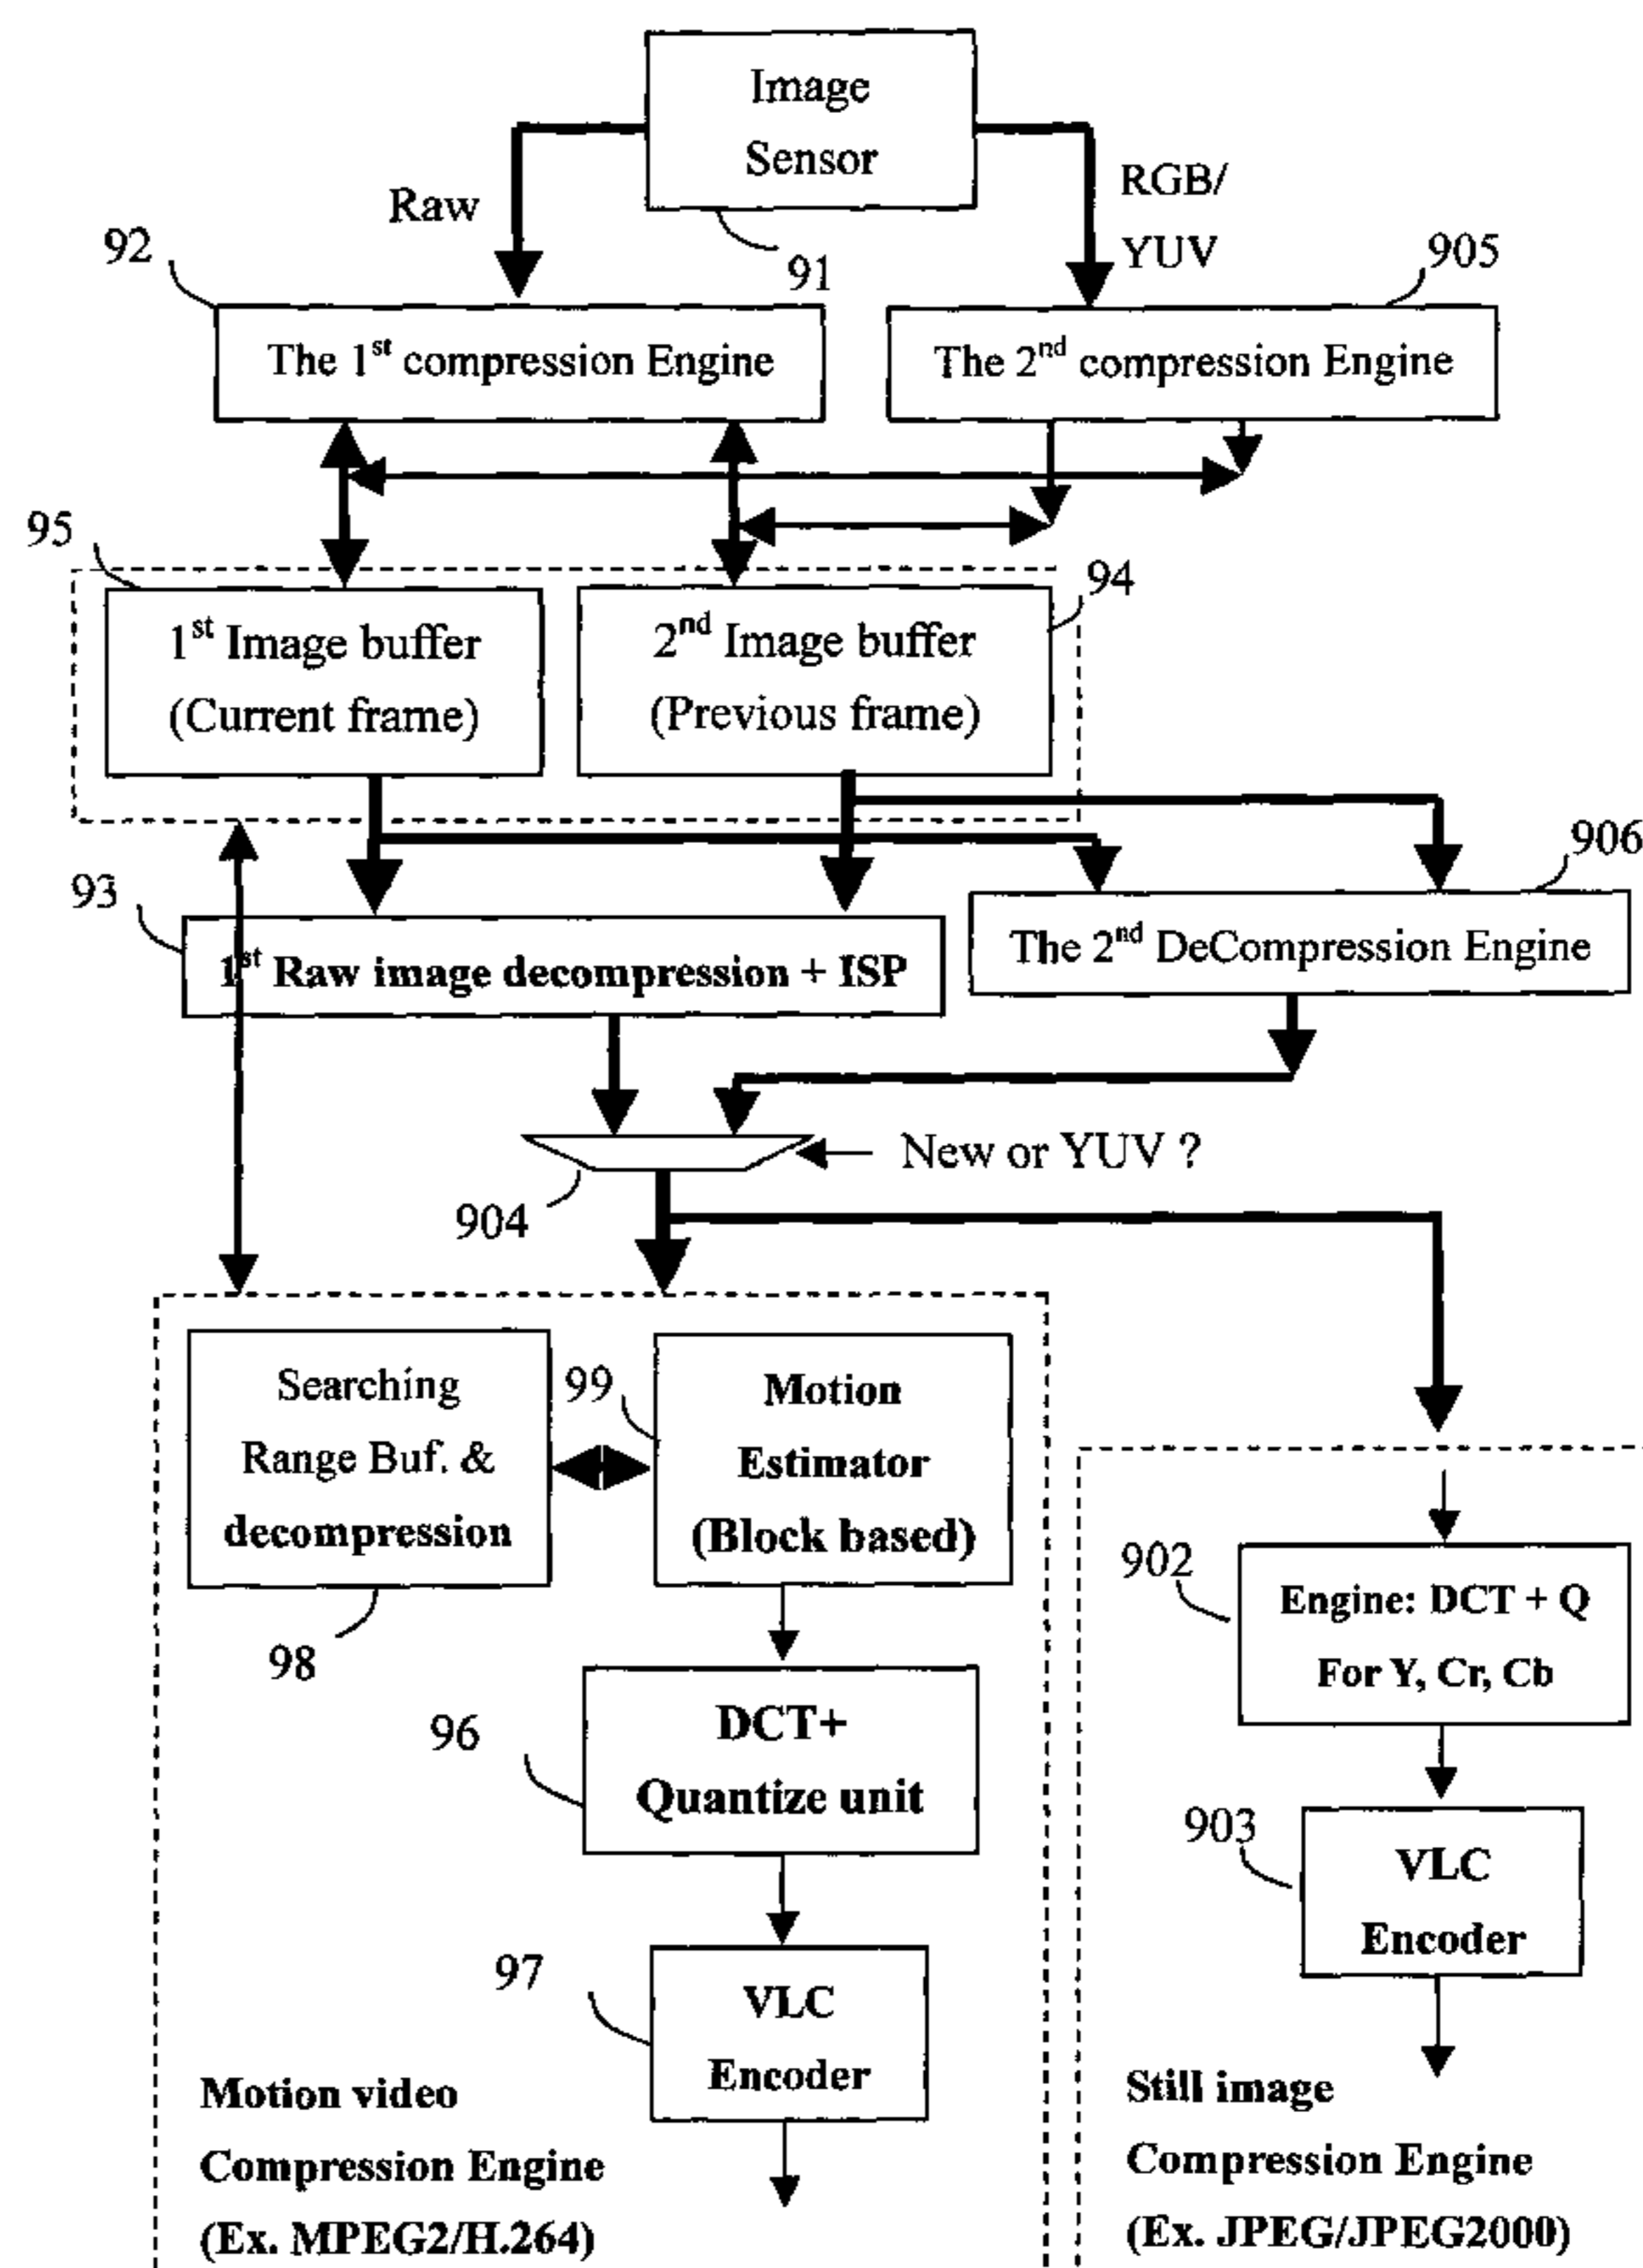 Image
Sensor
Raw
RGB/
YUV
92
91
905
The 1st compression Engine
The 2nd compression Engine
95
94
1st Image buffer
(Current frame)
2nd Image buffer
(Previous frame)
906
93
1st Raw image decompression + ISP
The 2nd DeCompression Engine
New or YUV ?
904
Searching
Range Buf. &
decompression
99
Motion
Estimator
(Block based)
98
902
Engine: DCT + Q
For Y, Cr, Cb
96
DCT+
Quantize unit
903
VLC
Encoder
97
VLC
Encoder
Motion video
Compression Engine
(Ex. MPEG2/H.264)
Still image
Compression Engine
(Ex. JPEG/JPEG2000)